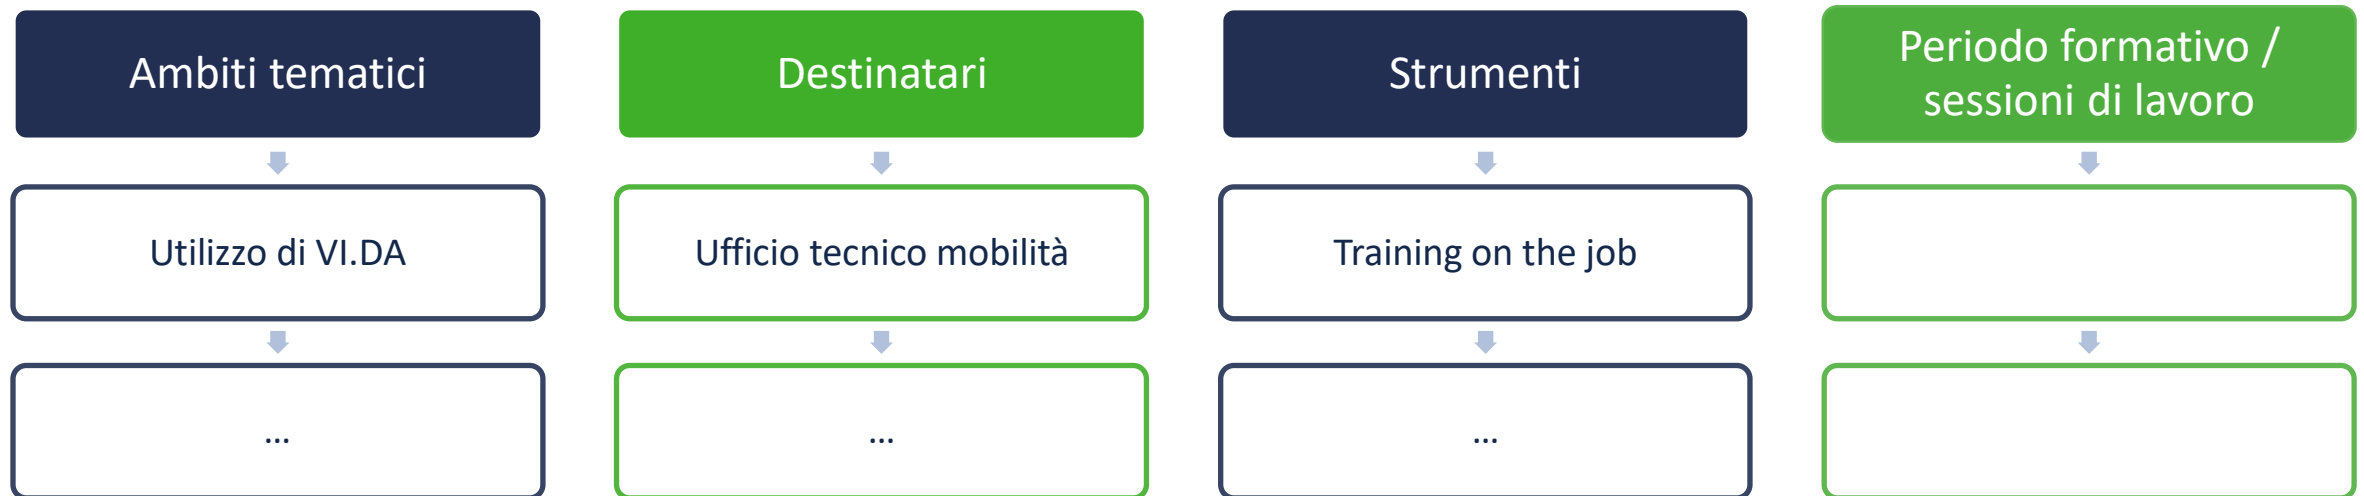 Ambiti tematici
Destinatari
Strumenti
Periodo formativo /
sessioni di lavoro
Utilizzo di VI.DA
Ufficio tecnico mobilità
Training on the job
...
...
...